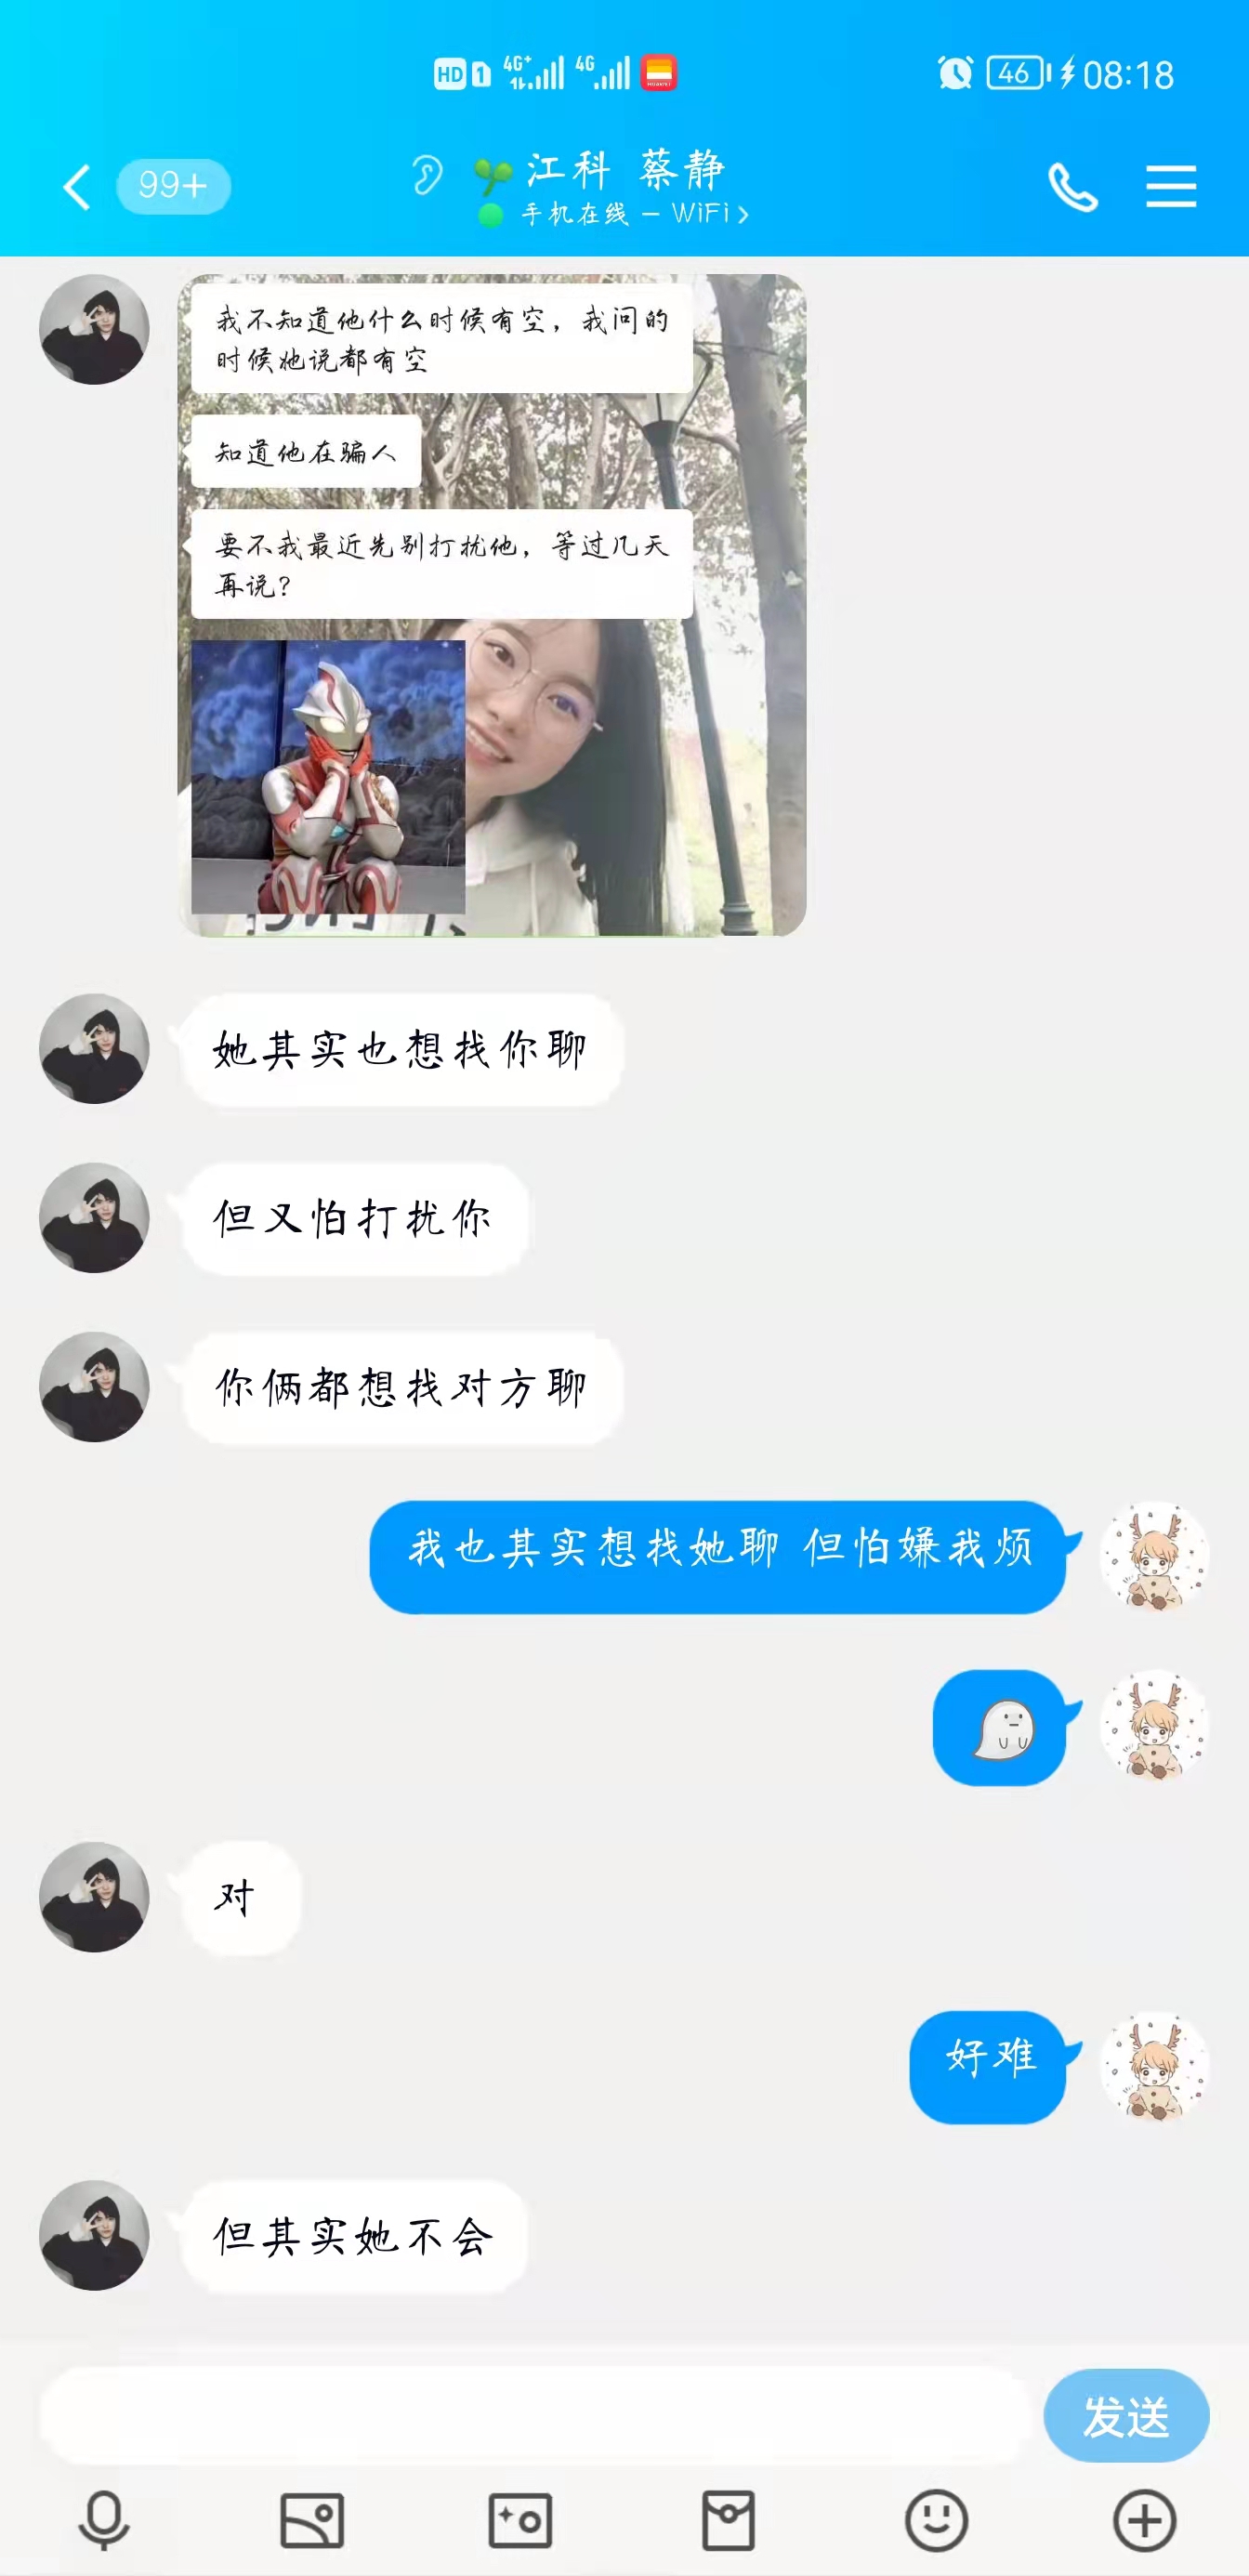 HD 1 4G+ 4G 46 08:18
99+
江科 蔡静
手机在线 – WiFi
我不知道他什么时候有空，我问的
时候她说都有空
知道他在骗人
要不我最近先别打扰他，等过几天
再说？
她其实也想找你聊
但又怕打扰你
你俩都想找对方聊
我也其实想找她聊 但怕嫌我烦
对
好难
但其实她不会
发送